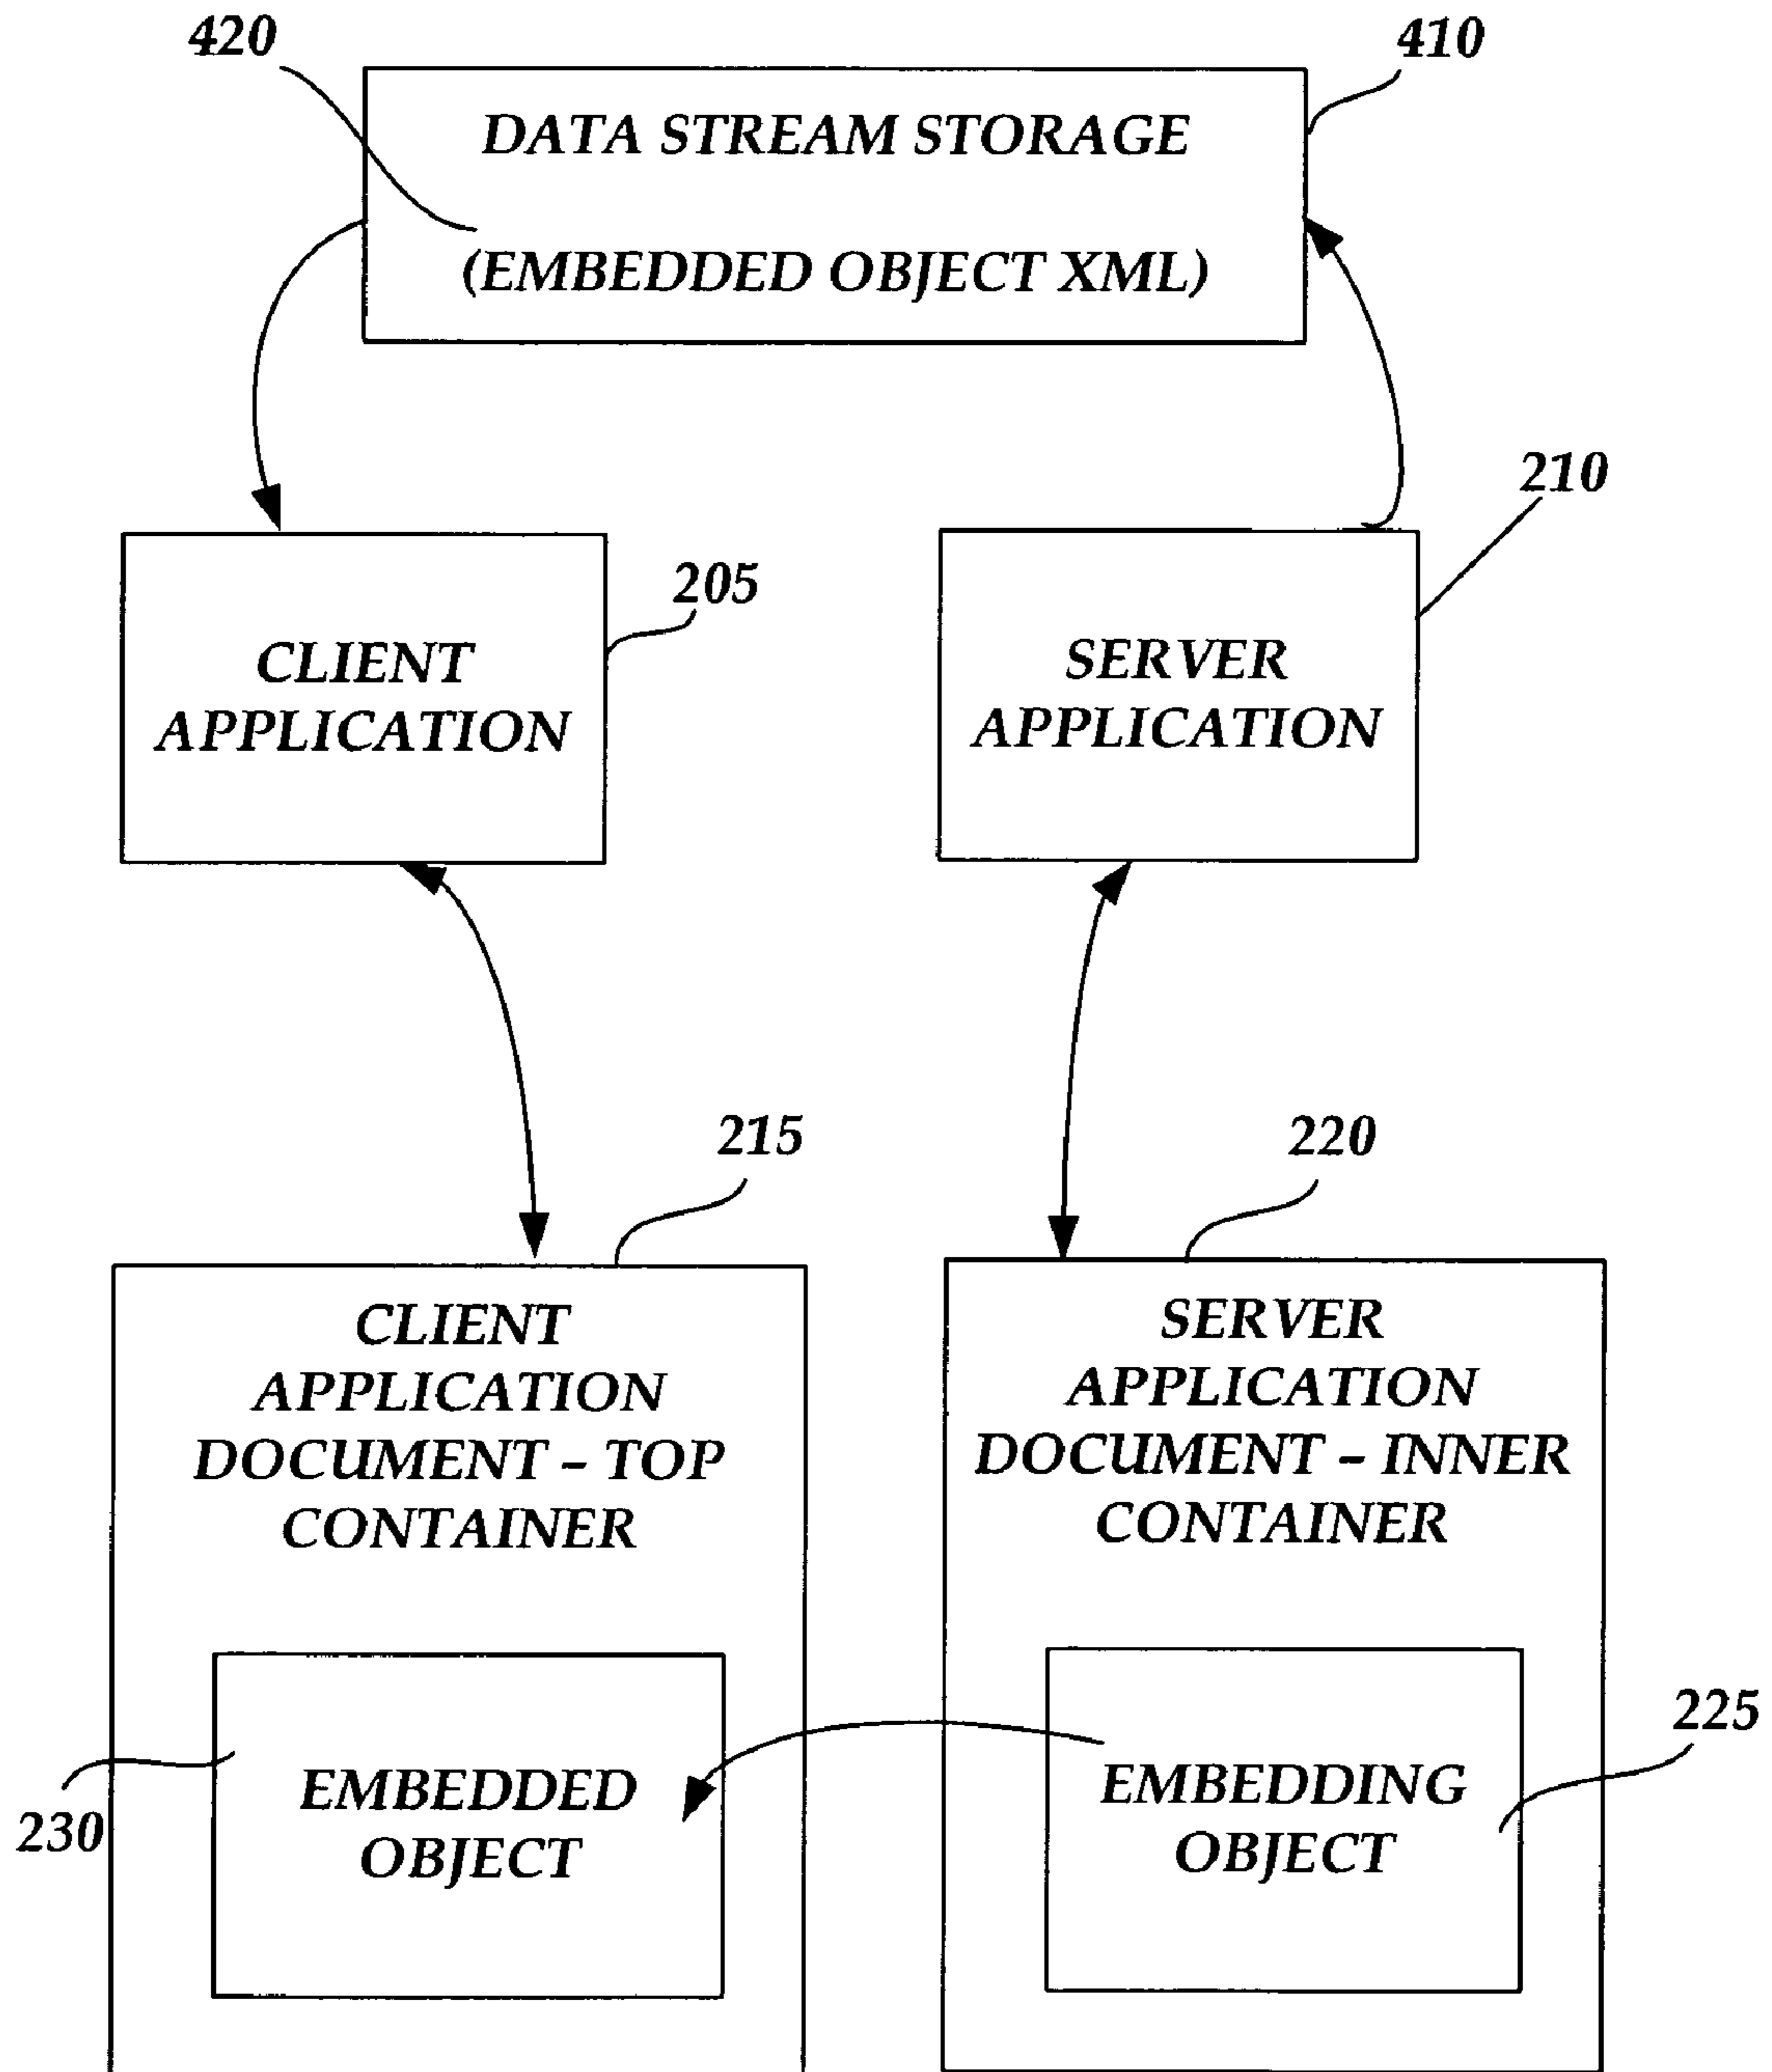 420
410
DATA STREAM STORAGE
(EMBEDDED OBJECT XML)
210
205
CLIENT
APPLICATION
SERVER
APPLICATION
215
220
CLIENT
APPLICATION
DOCUMENT – TOP
CONTAINER
SERVER
APPLICATION
DOCUMENT – INNER
CONTAINER
225
230
EMBEDDED
OBJECT
EMBEDDING
OBJECT